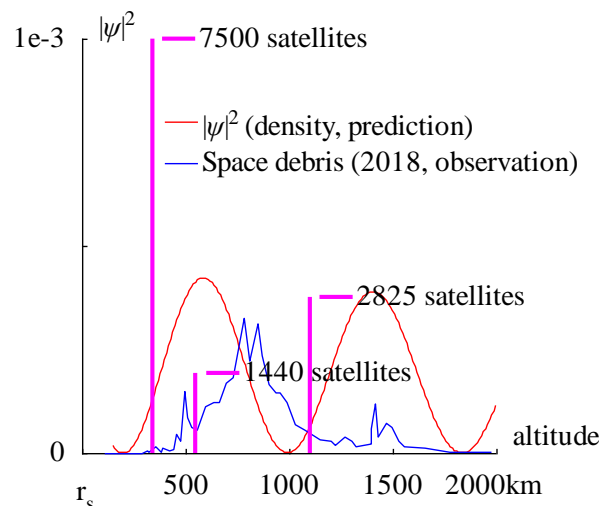 |ψ|²
1e-3
7500 satellites
|ψ|² (density, prediction)
Space debris (2018, observation)
2825 satellites
1440 satellites
0
altitude
rₛ
500
1000
1500
2000km